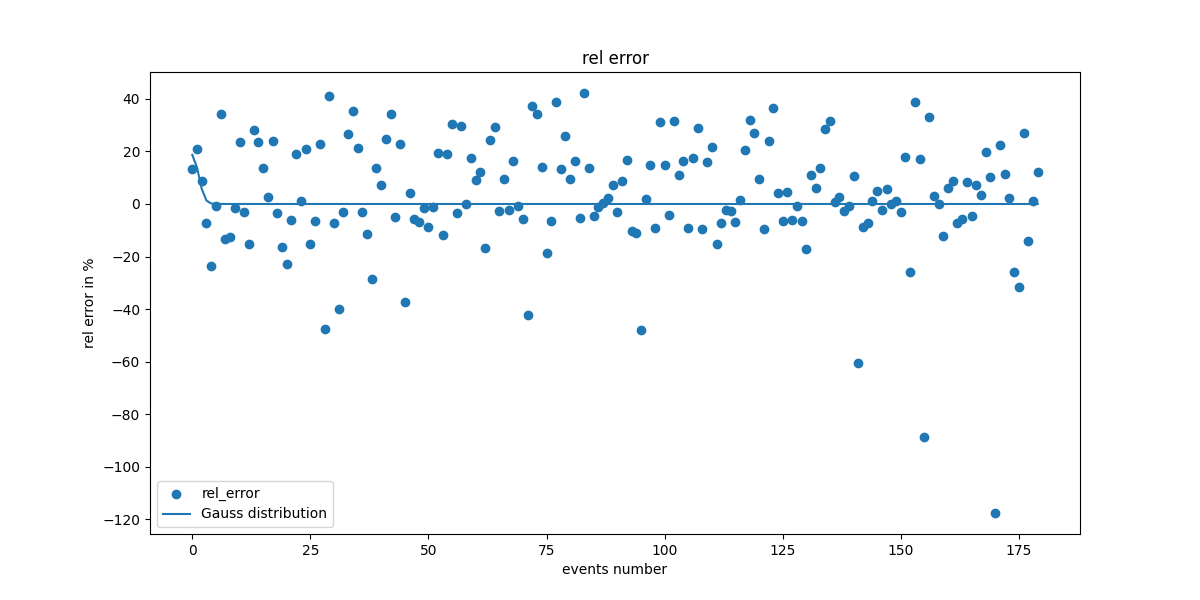 rel error
40
20
0
−20
−40
−60
−80
−100
−120
rel error in %
rel_error
Gauss distribution
0 25 50 75 100 125 150 175
events number